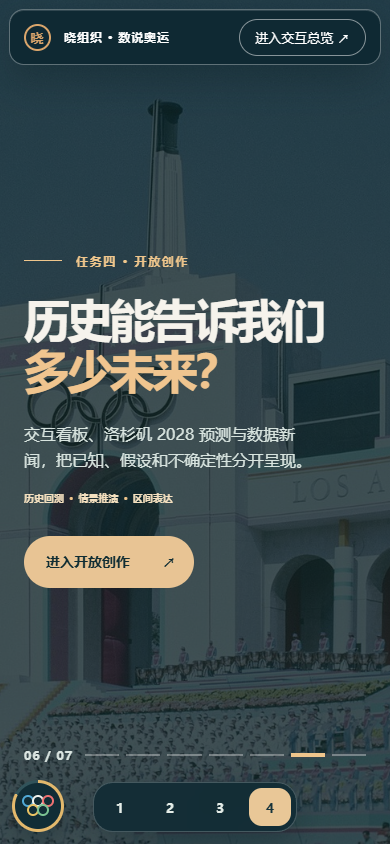 晓
晓组织 • 数说奥运
进入交互总览 ↗
任务四 • 开放创作
历史能告诉我们
多少未来?
交互看板、洛杉矶 2028 预测与数据新
闻，把已知、假设和不确定性分开呈现。
LOS A
历史回测 • 情景推演 • 区间表达
进入开放创作 ↗
06 / 07
1 2 3 4